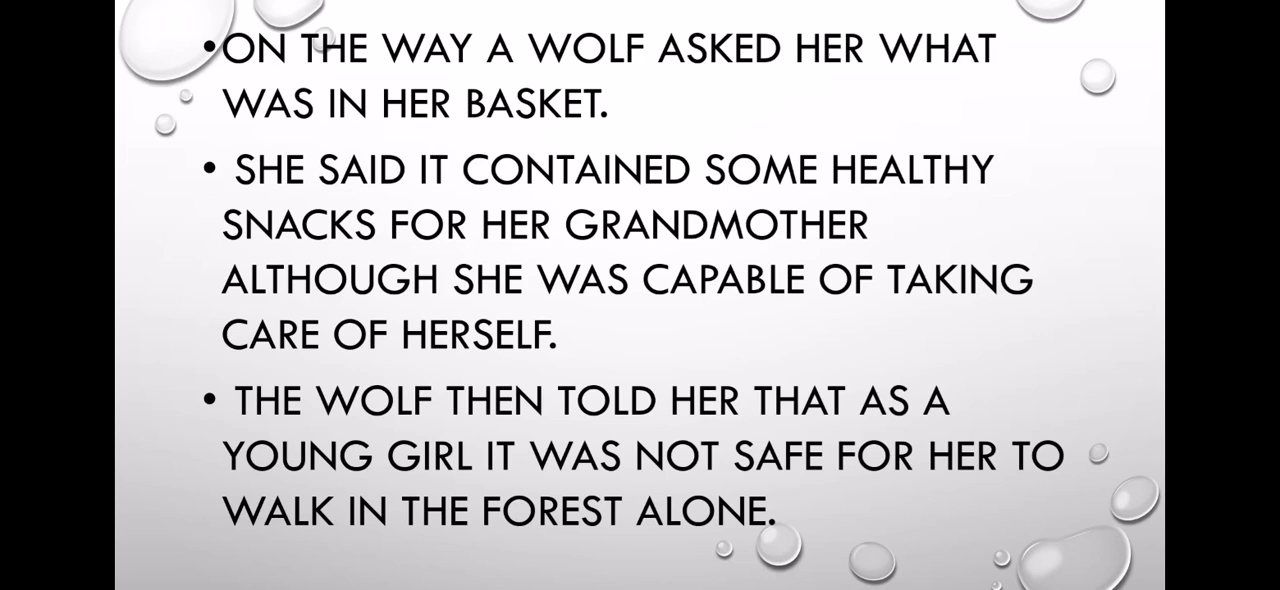 •ON THE WAY A WOLF ASKED HER WHAT
WAS IN HER BASKET.
• SHE SAID IT CONTAINED SOME HEALTHY
SNACKS FOR HER GRANDMOTHER
ALTHOUGH SHE WAS CAPABLE OF TAKING
CARE OF HERSELF.
• THE WOLF THEN TOLD HER THAT AS A
YOUNG GIRL IT WAS NOT SAFE FOR HER TO
WALK IN THE FOREST ALONE.